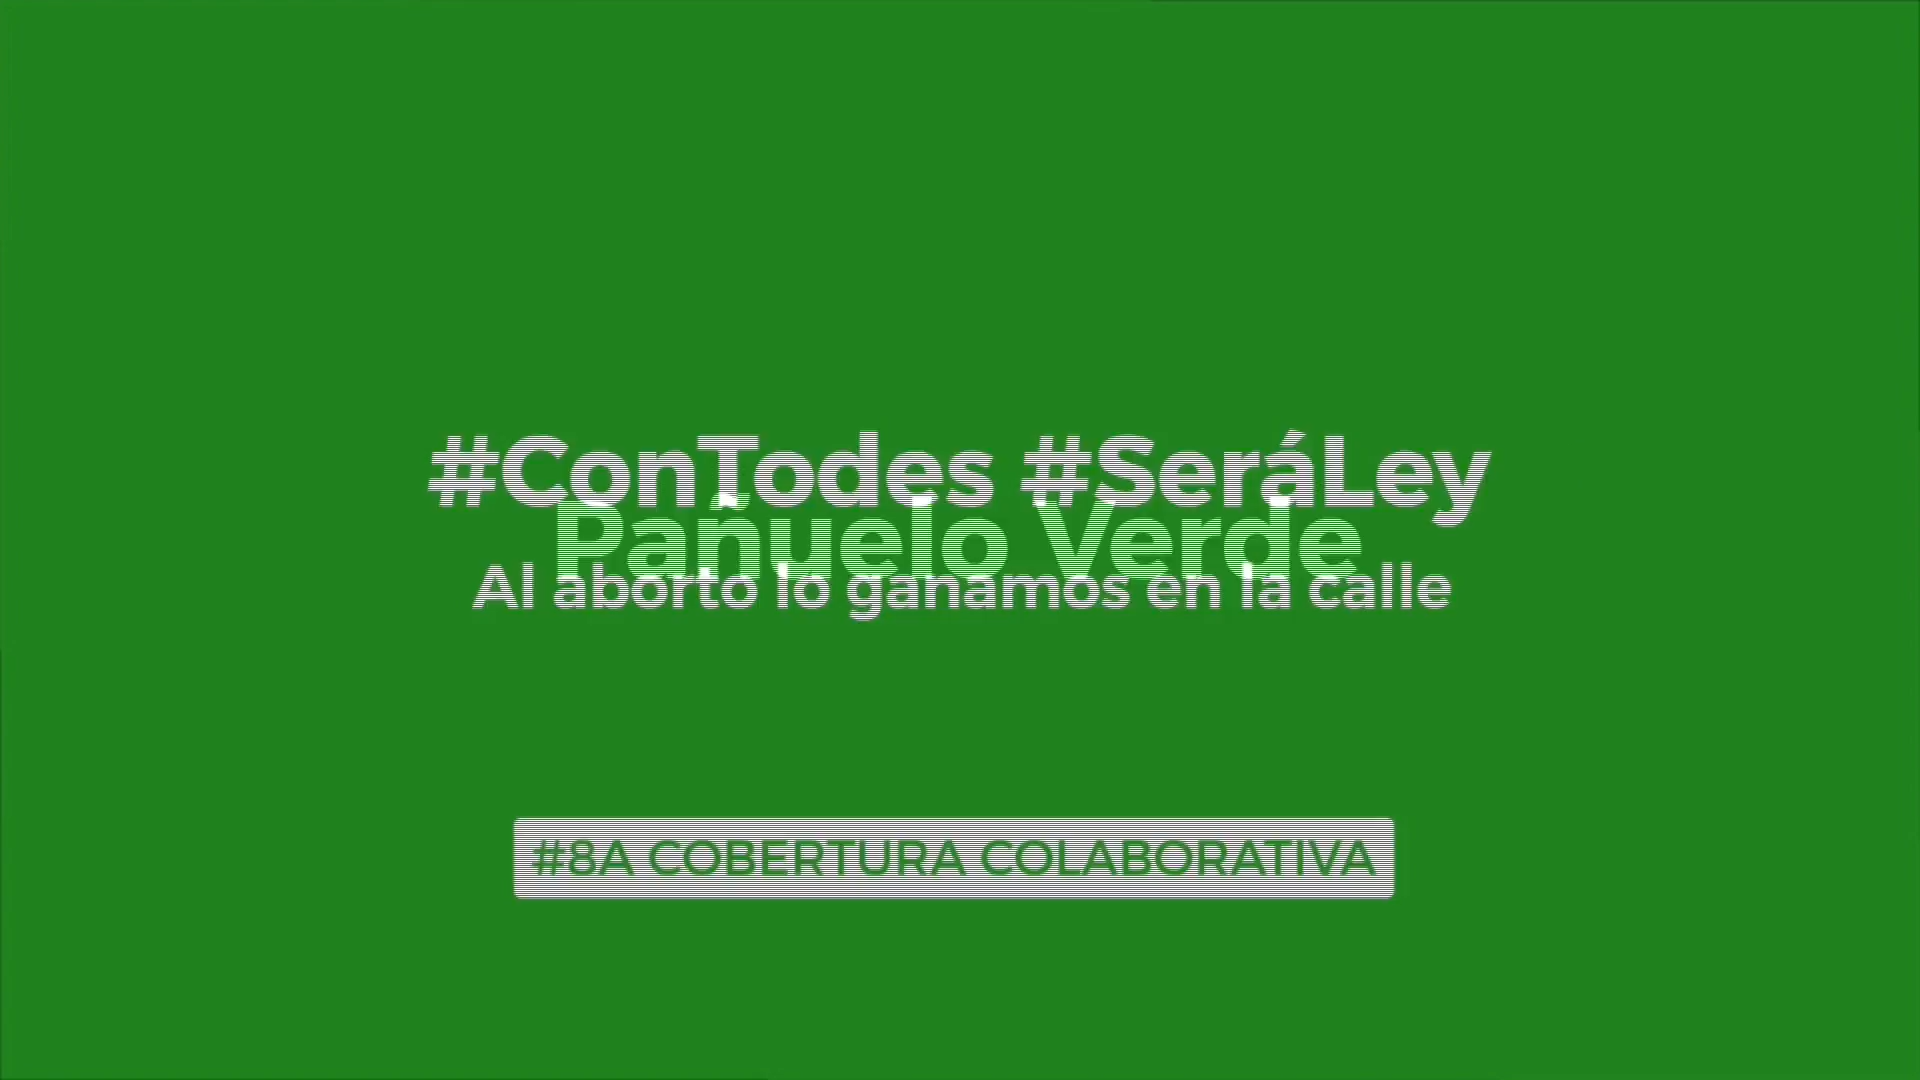 #ConTodes #SeráLey
Pañuelo Verde
Al aborto lo ganamos en la calle
#8A COBERTURA COLABORATIVA